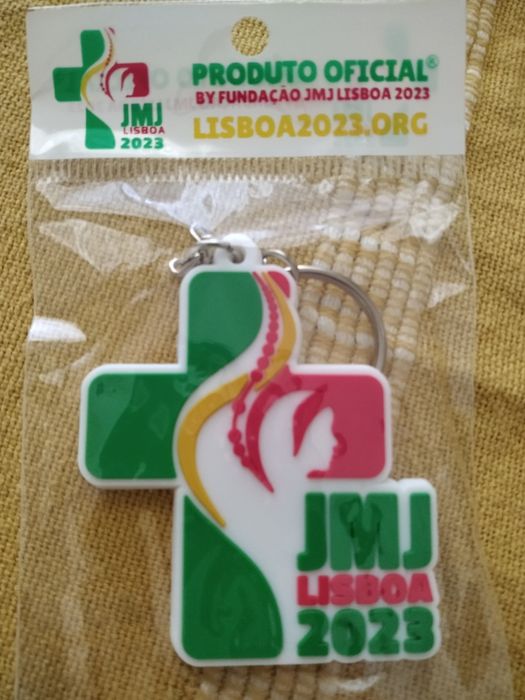 JMJ
LISBOA
2023
PRODUTO OFICIAL®
BY FUNDAÇÃO JMJ LISBOA 2023
LISBOA2023.ORG
JMJ
LISBOA
2023